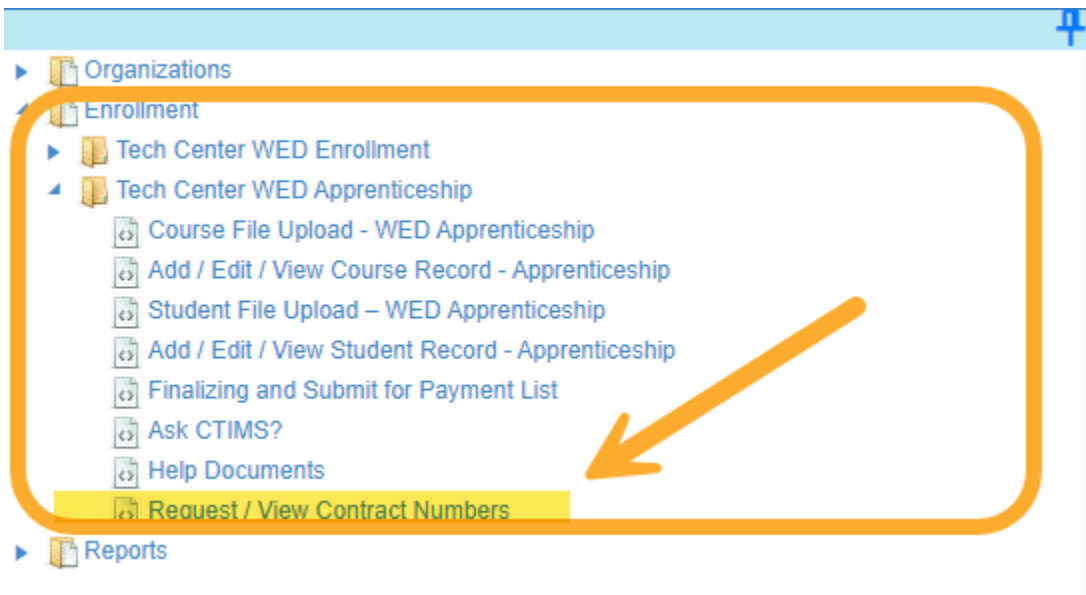 Organizations
Enrollment
Tech Center WED Enrollment
Tech Center WED Apprenticeship
Course File Upload - WED Apprenticeship
Add / Edit / View Course Record - Apprenticeship
Student File Upload – WED Apprenticeship
Add / Edit / View Student Record - Apprenticeship
Finalizing and Submit for Payment List
Ask CTIMS?
Help Documents
Request / View Contract Numbers
Reports